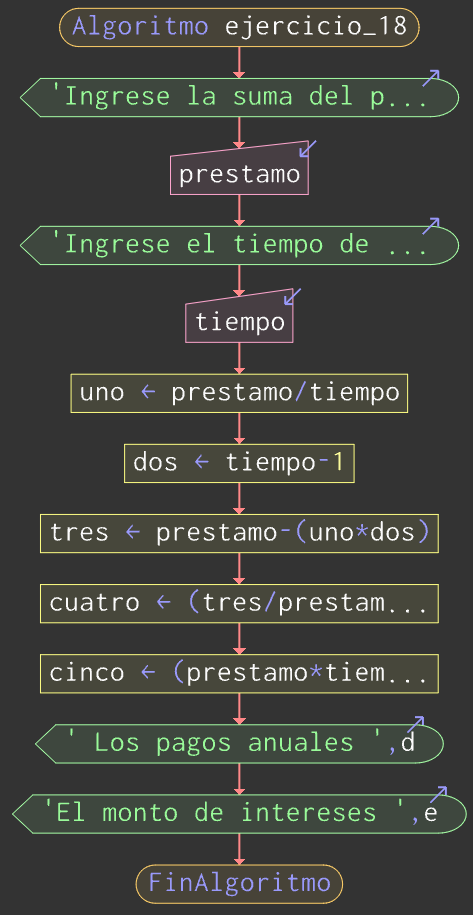 Algoritmo ejercicio_18
'Ingrese la suma del p...
prestamo
'Ingrese el tiempo de ...
tiempo
uno ← prestamo/tiempo
dos ← tiempo-1
tres ← prestamo-(uno*dos)
cuatro ← (tres/prestam...
cinco ← (prestamo*tiem...
' Los pagos anuales ',d
'El monto de intereses ',e
FinAlgoritmo